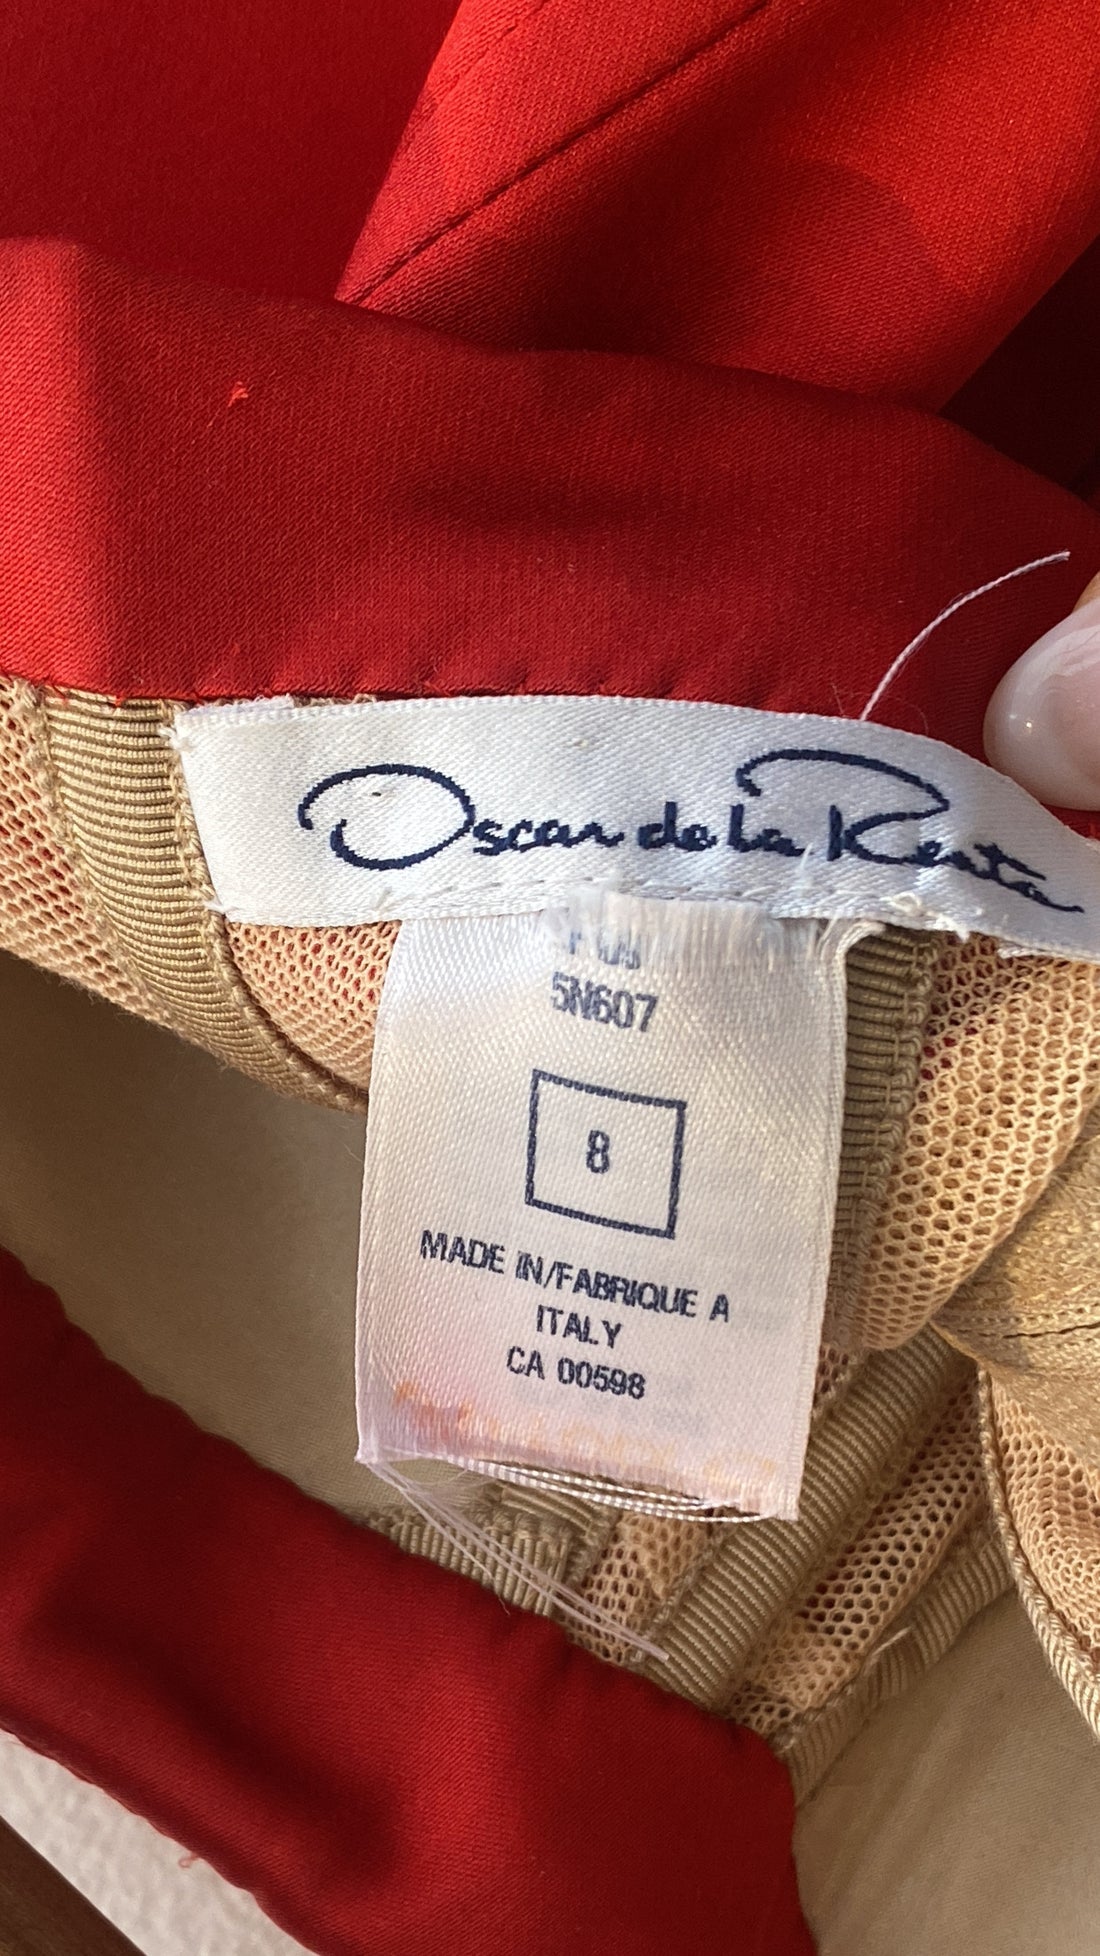 Oscar de la Renta
5N607
8
MADE IN/FABRIQUE A
ITALY
CA 00598